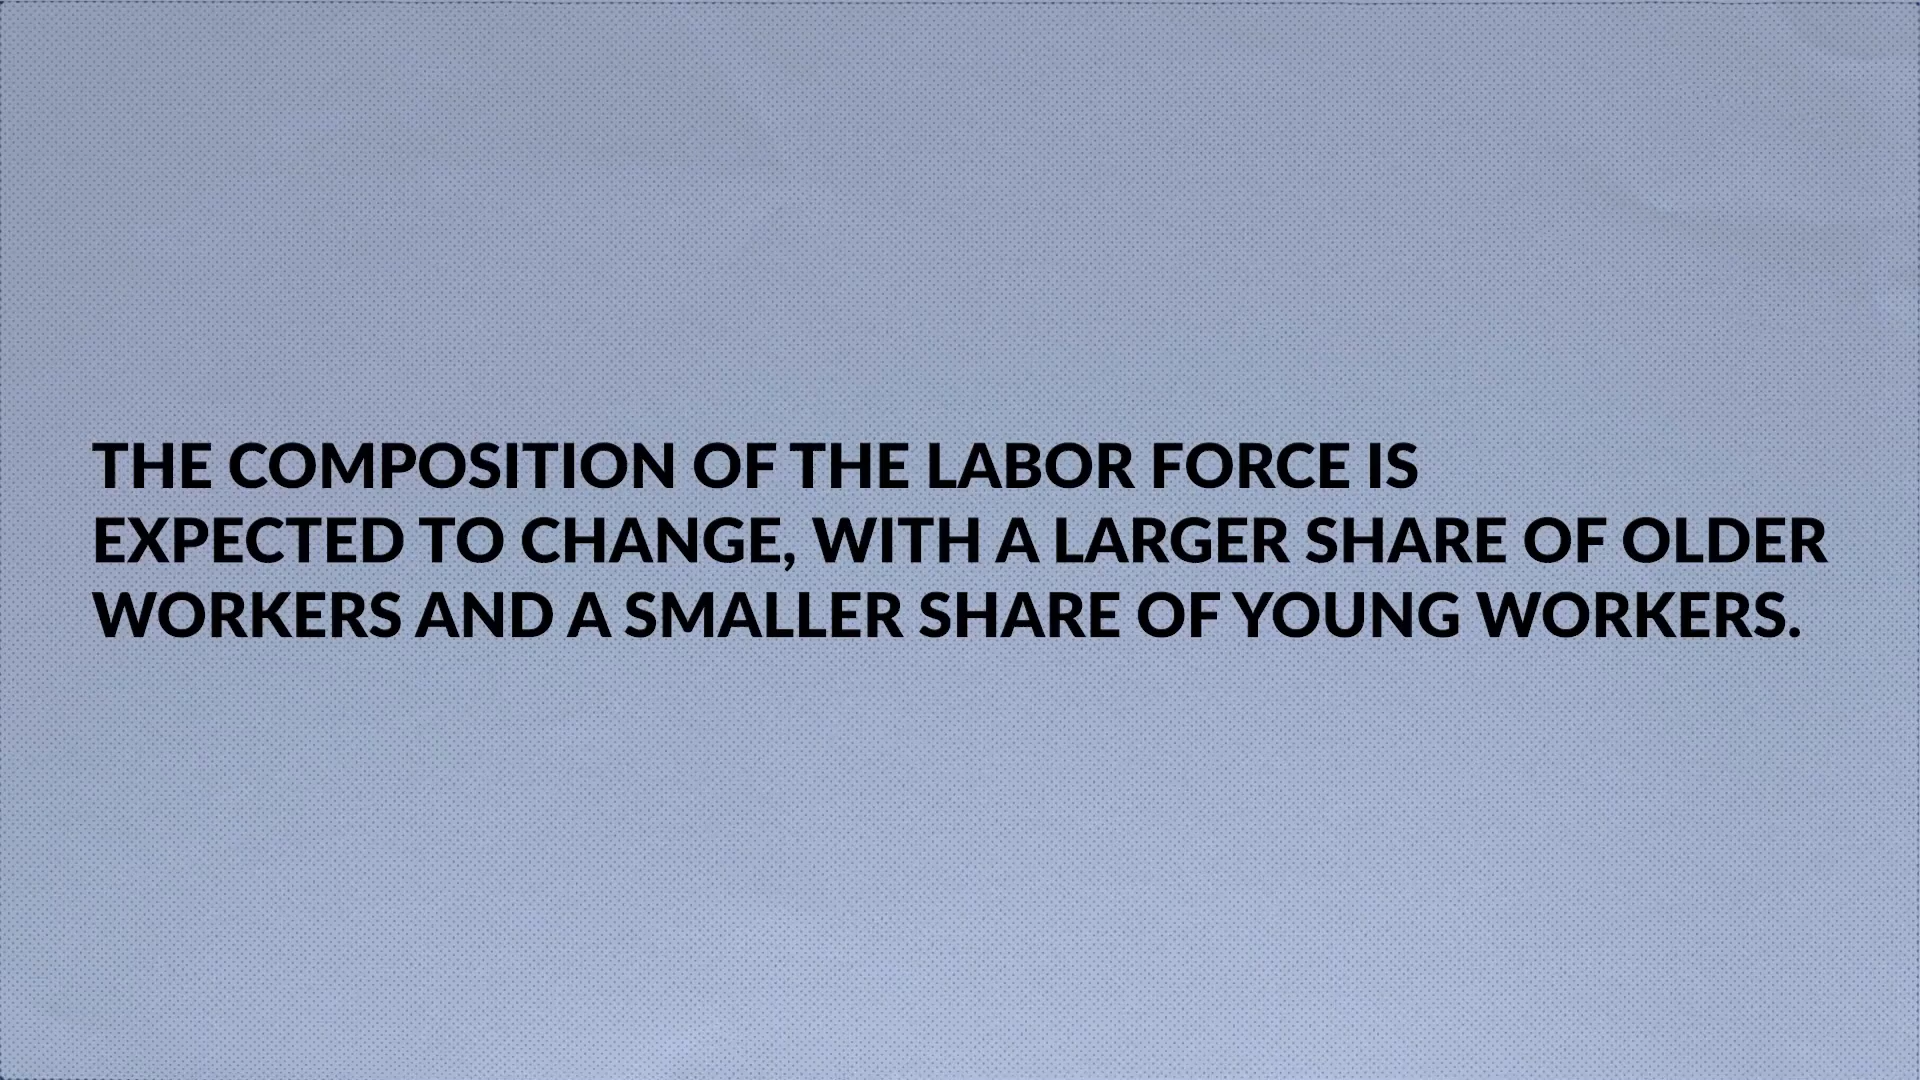 THE COMPOSITION OF THE LABOR FORCE IS
EXPECTED TO CHANGE, WITH A LARGER SHARE OF OLDER
WORKERS AND A SMALLER SHARE OF YOUNG WORKERS.